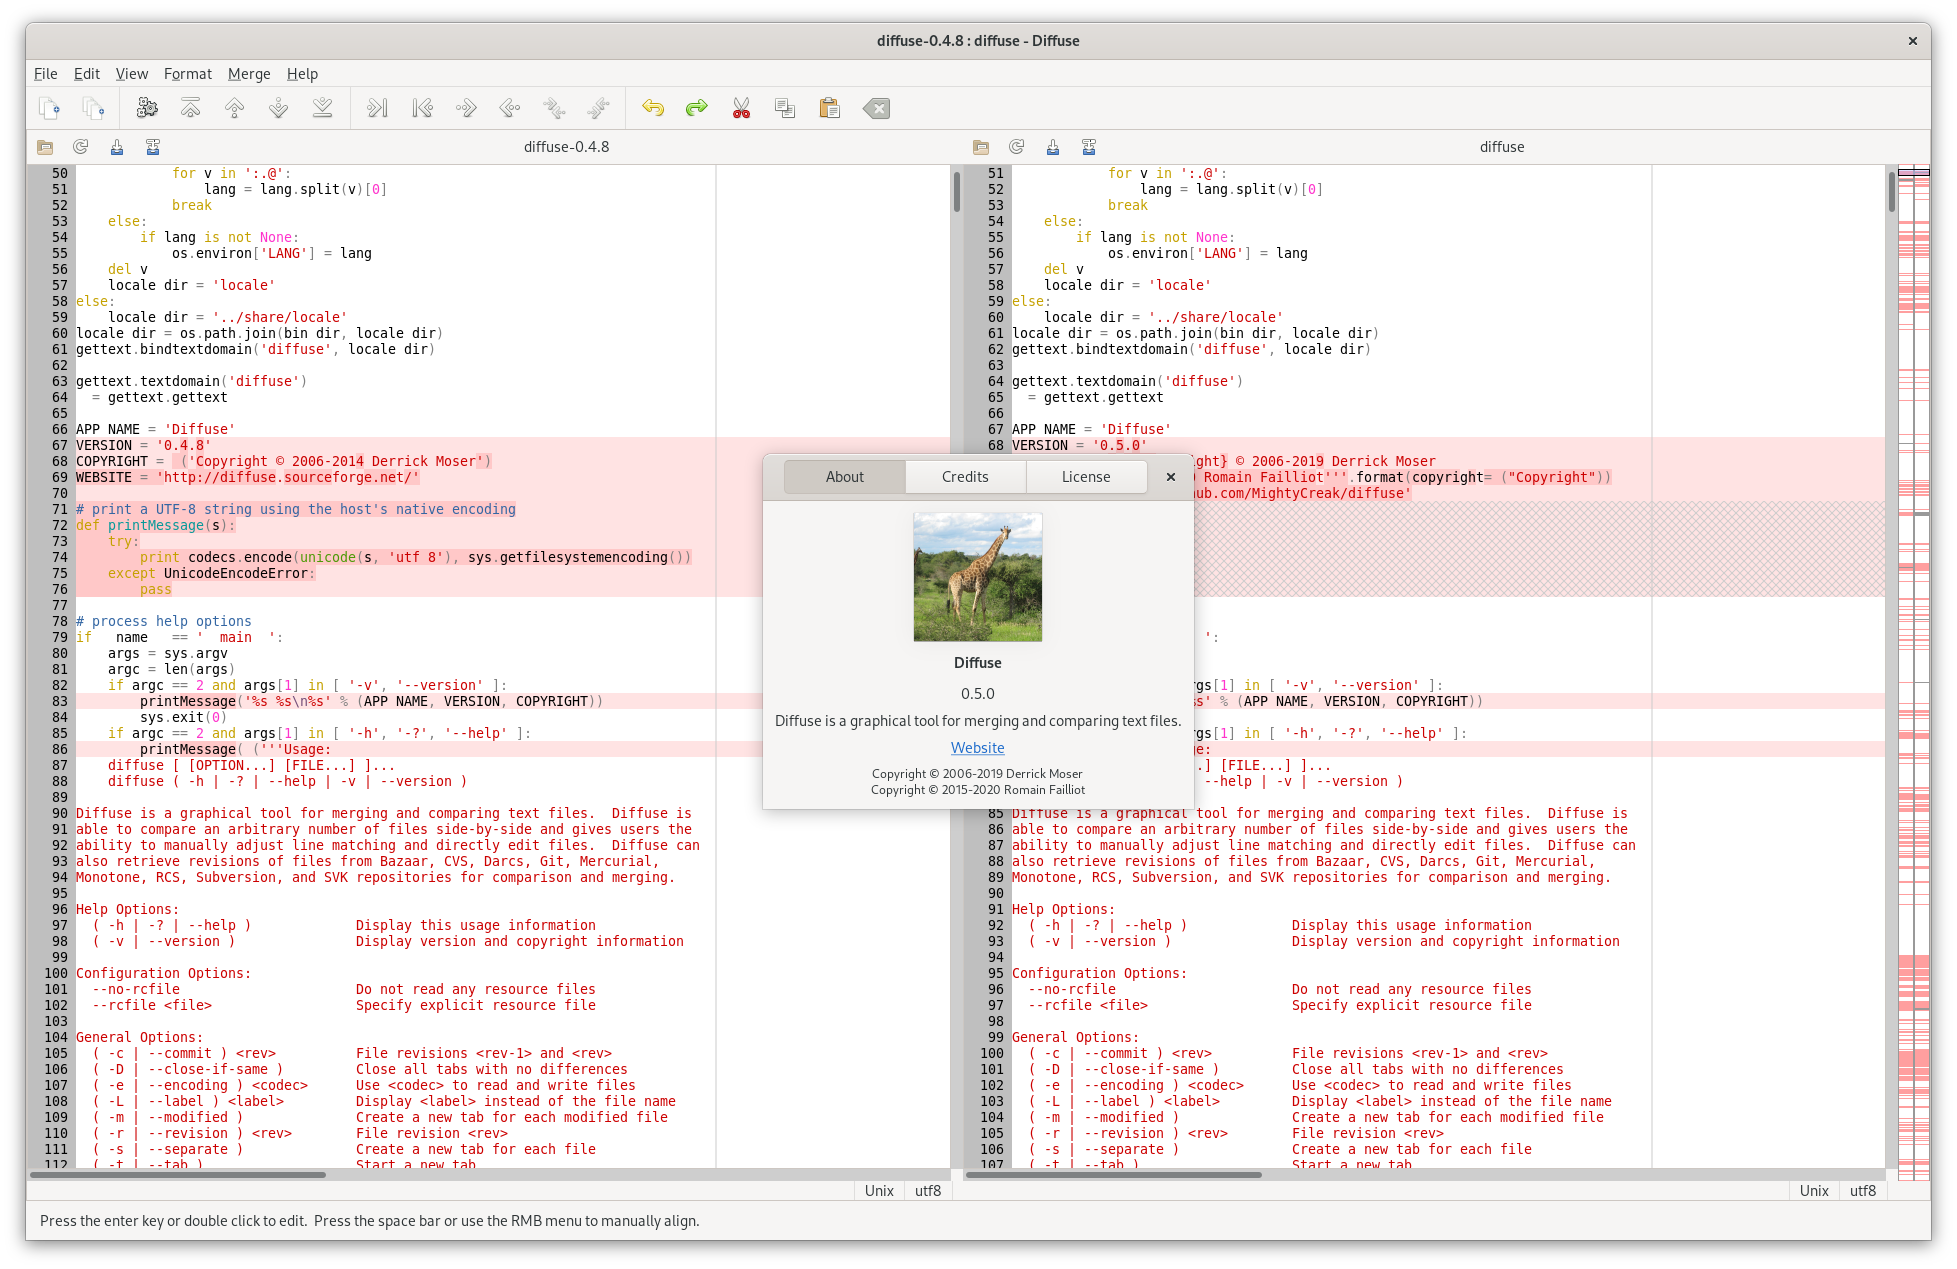 diffuse-0.4.8 : diffuse - Diffuse
File Edit View Format Merge Help
diffuse-0.4.8
50 for v in ':.@':
51 lang = lang.split(v)[0]
52 break
53 else:
54 if lang is not None:
55 os.environ['LANG'] = lang
56 del v
57 locale dir = 'locale'
58 else:
59 locale dir = '../share/locale'
60 locale dir = os.path.join(bin dir, locale dir)
61 gettext.bindtextdomain('diffuse', locale dir)
62
63 gettext.textdomain('diffuse')
64 = gettext.gettext
65
66 APP NAME = 'Diffuse'
67 VERSION = '0.4.8'
68 COPYRIGHT = ('Copyright © 2006-2014 Derrick Moser')
69 WEBSITE = 'http://diffuse.sourceforge.net/'
70
71 # print a UTF-8 string using the host's native encoding
72 def printMessage(s):
73 try:
74 print codecs.encode(unicode(s, 'utf 8'), sys.getfilesystemencoding())
75 except UnicodeEncodeError:
76 pass
77
78 # process help options
79 if name == ' main ':
80 args = sys.argv
81 argc = len(args)
82 if argc == 2 and args[1] in [ '-v', '--version' ]:
83 printMessage('%s %s\n%s' % (APP NAME, VERSION, COPYRIGHT))
84 sys.exit(0)
85 if argc == 2 and args[1] in [ '-h', '-?', '--help' ]:
86 printMessage( ('''Usage:
87 diffuse [ [OPTION...] [FILE...] ]...
88 diffuse ( -h | -? | --help | -v | --version )
89
90 Diffuse is a graphical tool for merging and comparing text files.  Diffuse is
91 able to compare an arbitrary number of files side-by-side and gives users the
92 ability to manually adjust line matching and directly edit files.  Diffuse can
93 also retrieve revisions of files from Bazaar, CVS, Darcs, Git, Mercurial,
94 Monotone, RCS, Subversion, and SVK repositories for comparison and merging.
95
96 Help Options:
97 ( -h | -? | --help ) Display this usage information
98 ( -v | --version ) Display version and copyright information
99
100 Configuration Options:
101 --no-rcfile Do not read any resource files
102 --rcfile <file> Specify explicit resource file
103
104 General Options:
105 ( -c | --commit ) <rev> File revisions <rev-1> and <rev>
106 ( -D | --close-if-same ) Close all tabs with no differences
107 ( -e | --encoding ) <codec> Use <codec> to read and write files
108 ( -L | --label ) <label> Display <label> instead of the file name
109 ( -m | --modified ) Create a new tab for each modified file
110 ( -r | --revision ) <rev> File revision <rev>
111 ( -s | --separate ) Create a new tab for each file
112 ( -t | --tab ) Start a new tab
Unix utf8
diffuse
51 for v in ':.@':
52 lang = lang.split(v)[0]
53 break
54 else:
55 if lang is not None:
56 os.environ['LANG'] = lang
57 del v
58 locale dir = 'locale'
59 else:
60 locale dir = '../share/locale'
61 locale dir = os.path.join(bin dir, locale dir)
62 gettext.bindtextdomain('diffuse', locale dir)
63
64 gettext.textdomain('diffuse')
65 = gettext.gettext
66
67 APP NAME = 'Diffuse'
68 VERSION = '0.5.0'
ght} © 2006-2019 Derrick Moser
Romain Failliot'''.format(copyright= ("Copyright"))
ub.com/MightyCreak/diffuse'
':
rgs[1] in [ '-v', '--version' ]:
s' % (APP NAME, VERSION, COPYRIGHT))
rgs[1] in [ '-h', '-?', '--help' ]:
ge:
.] [FILE...] ]...
--help | -v | --version )
85 Diffuse is a graphical tool for merging and comparing text files.  Diffuse is
86 able to compare an arbitrary number of files side-by-side and gives users the
87 ability to manually adjust line matching and directly edit files.  Diffuse can
88 also retrieve revisions of files from Bazaar, CVS, Darcs, Git, Mercurial,
89 Monotone, RCS, Subversion, and SVK repositories for comparison and merging.
90
91 Help Options:
92 ( -h | -? | --help ) Display this usage information
93 ( -v | --version ) Display version and copyright information
94
95 Configuration Options:
96 --no-rcfile Do not read any resource files
97 --rcfile <file> Specify explicit resource file
98
99 General Options:
100 ( -c | --commit ) <rev> File revisions <rev-1> and <rev>
101 ( -D | --close-if-same ) Close all tabs with no differences
102 ( -e | --encoding ) <codec> Use <codec> to read and write files
103 ( -L | --label ) <label> Display <label> instead of the file name
104 ( -m | --modified ) Create a new tab for each modified file
105 ( -r | --revision ) <rev> File revision <rev>
106 ( -s | --separate ) Create a new tab for each file
107 ( -t | --tab ) Start a new tab
Unix utf8
About Credits License
Diffuse
0.5.0
Diffuse is a graphical tool for merging and comparing text files.
Website
Copyright © 2006-2019 Derrick Moser
Copyright © 2015-2020 Romain Failliot
Press the enter key or double click to edit.  Press the space bar or use the RMB menu to manually align.